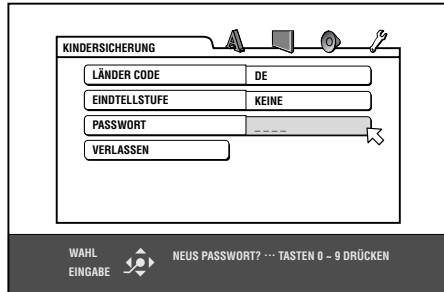 KINDERSICHERUNG
LÄNDER CODE DE
EINDTELLSTUFE KEINE
PASSWORT _ _ _ _
VERLASSEN
WAHL
EINGABE
NEUS PASSWORT? ··· TASTEN 0 ~ 9 DRÜCKEN